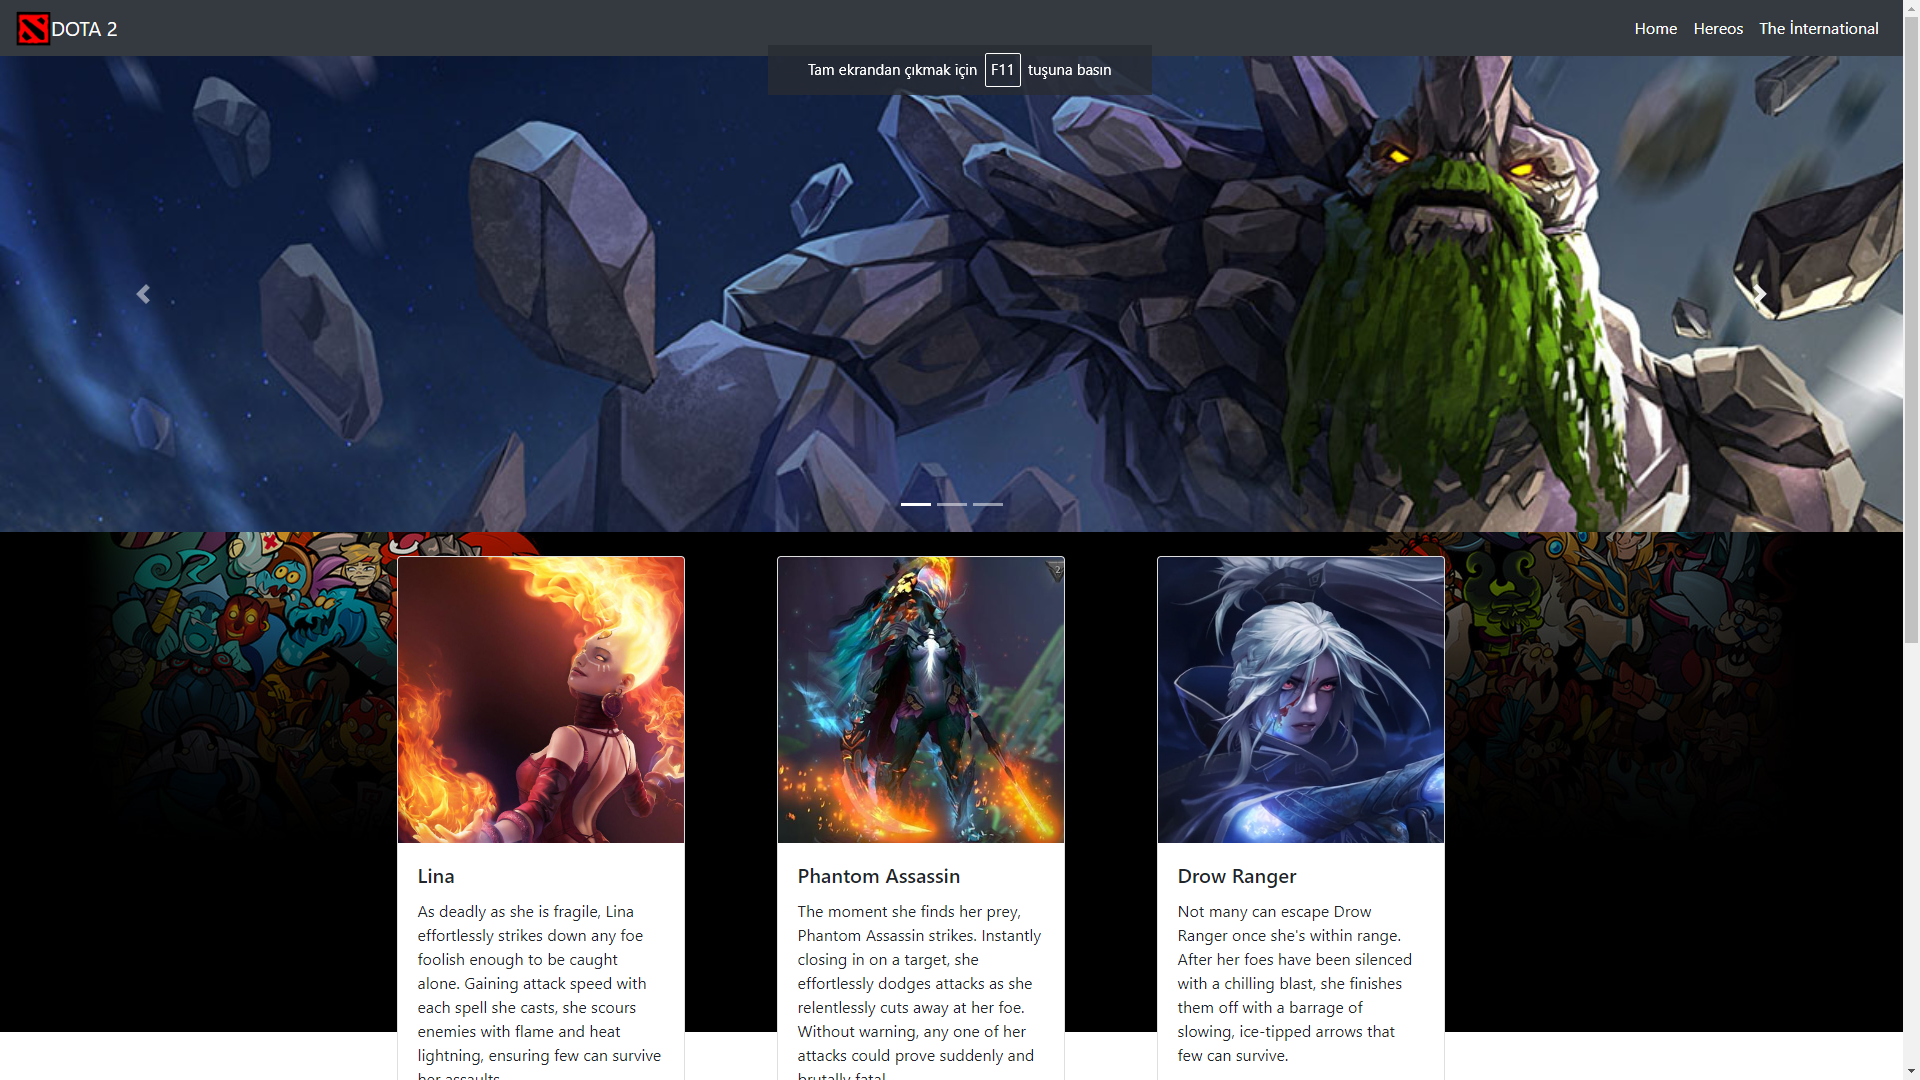 DOTA 2
Home Hereos The İnternational
Tam ekrandan çıkmak için F11 tuşuna basın
2
Lina
As deadly as she is fragile, Lina
effortlessly strikes down any foe
foolish enough to be caught
alone. Gaining attack speed with
each spell she casts, she scours
enemies with flame and heat
lightning, ensuring few can survive
her assaults.
Phantom Assassin
The moment she finds her prey,
Phantom Assassin strikes. Instantly
closing in on a target, she
effortlessly dodges attacks as she
relentlessly cuts away at her foe.
Without warning, any one of her
attacks could prove suddenly and
brutally fatal.
Drow Ranger
Not many can escape Drow
Ranger once she's within range.
After her foes have been silenced
with a chilling blast, she finishes
them off with a barrage of
slowing, ice-tipped arrows that
few can survive.